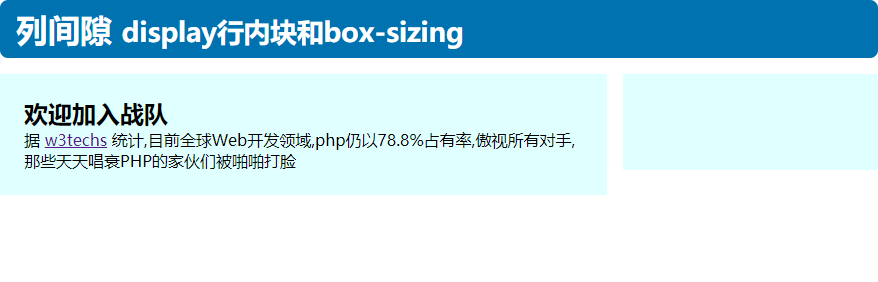 列间隙 display行内块和box-sizing
欢迎加入战队
据 w3techs 统计,目前全球Web开发领域,php仍以78.8%占有率,傲视所有对手,
那些天天唱衰PHP的家伙们被啪啪打脸